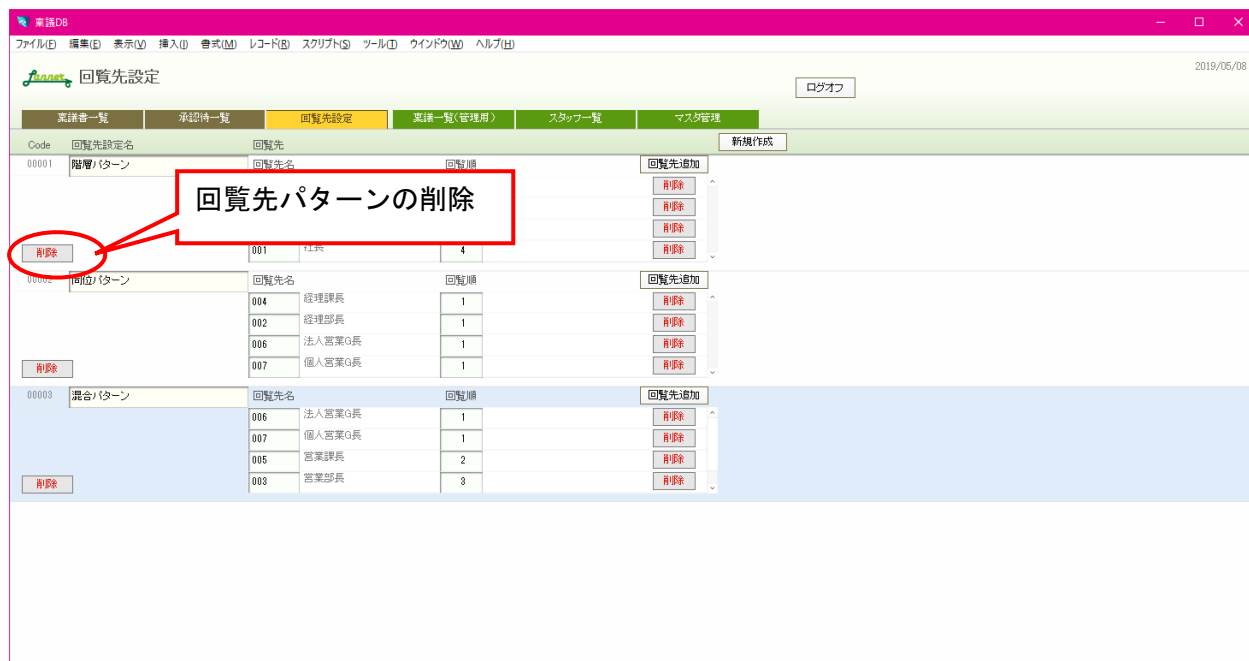 稟議DB
ファイル(F) 編集(E) 表示(V) 挿入(I) 書式(M) レコード(R) スクリプト(S) ツール(T) ウインドウ(W) ヘルプ(H)
2019/05/08
fanner 回覧先設定
ログオフ
稟議書一覧 承認待一覧 回覧先設定 稟議一覧(管理用) スタッフ一覧 マスタ管理
Code 回覧先設定名 回覧先 新規作成
00001 階層パターン 回覧先名 回覧順 回覧先追加
削除
回覧先パターンの削除
削除
削除
削除 001 社長 4 削除
00002 同位パターン 回覧先名 回覧順 回覧先追加
004 経理課長 1 削除
002 経理部長 1 削除
006 法人営業G長 1 削除
削除 007 個人営業G長 1 削除
00003 混合パターン 回覧先名 回覧順 回覧先追加
006 法人営業G長 1 削除
007 個人営業G長 1 削除
005 営業課長 2 削除
削除 003 営業部長 3 削除